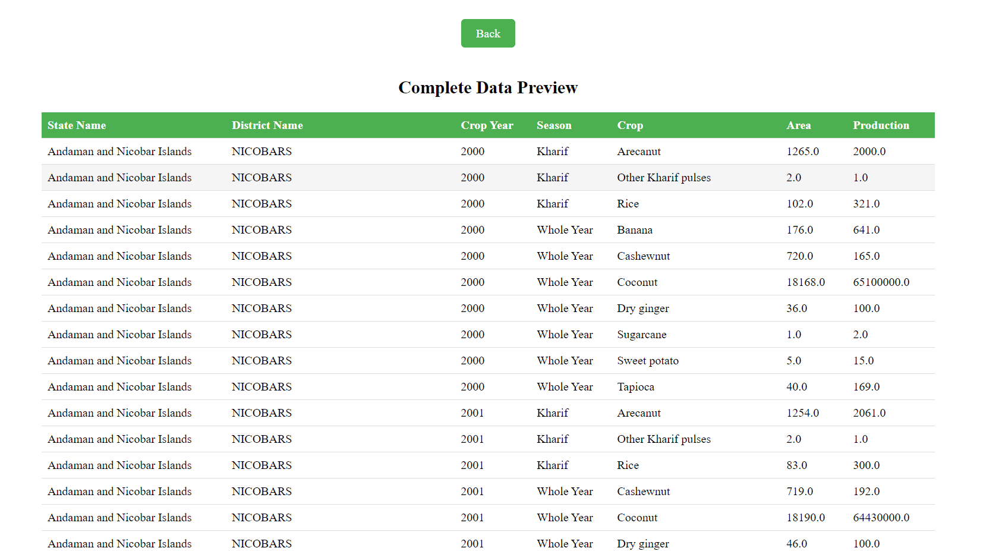 Back
Complete Data Preview
State Name District Name Crop Year Season Crop Area Production
Andaman and Nicobar Islands NICOBARS 2000 Kharif Arecanut 1265.0 2000.0
Andaman and Nicobar Islands NICOBARS 2000 Kharif Other Kharif pulses 2.0 1.0
Andaman and Nicobar Islands NICOBARS 2000 Kharif Rice 102.0 321.0
Andaman and Nicobar Islands NICOBARS 2000 Whole Year Banana 176.0 641.0
Andaman and Nicobar Islands NICOBARS 2000 Whole Year Cashewnut 720.0 165.0
Andaman and Nicobar Islands NICOBARS 2000 Whole Year Coconut 18168.0 65100000.0
Andaman and Nicobar Islands NICOBARS 2000 Whole Year Dry ginger 36.0 100.0
Andaman and Nicobar Islands NICOBARS 2000 Whole Year Sugarcane 1.0 2.0
Andaman and Nicobar Islands NICOBARS 2000 Whole Year Sweet potato 5.0 15.0
Andaman and Nicobar Islands NICOBARS 2000 Whole Year Tapioca 40.0 169.0
Andaman and Nicobar Islands NICOBARS 2001 Kharif Arecanut 1254.0 2061.0
Andaman and Nicobar Islands NICOBARS 2001 Kharif Other Kharif pulses 2.0 1.0
Andaman and Nicobar Islands NICOBARS 2001 Kharif Rice 83.0 300.0
Andaman and Nicobar Islands NICOBARS 2001 Whole Year Cashewnut 719.0 192.0
Andaman and Nicobar Islands NICOBARS 2001 Whole Year Coconut 18190.0 64430000.0
Andaman and Nicobar Islands NICOBARS 2001 Whole Year Dry ginger 46.0 100.0